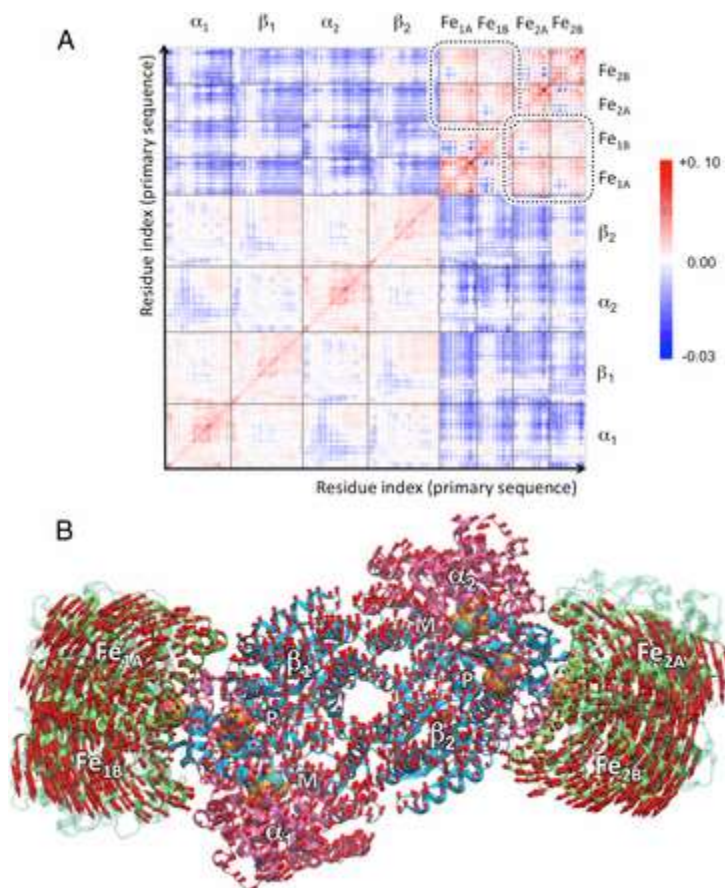 A
α₁ β₁ α₂ β₂ Fe₁A Fe₁B Fe₂A Fe₂B
Fe₂B
Fe₂A
Fe₁B
Fe₁A
β₂
α₂
β₁
α₁
Residue index (primary sequence)
Residue index (primary sequence)
+0. 10
0.00
-0.03
B
α₂
M
Fe₁A
β₁
P
P
Fe₂A
β₂
Fe₁B
M
Fe₂B
α₁